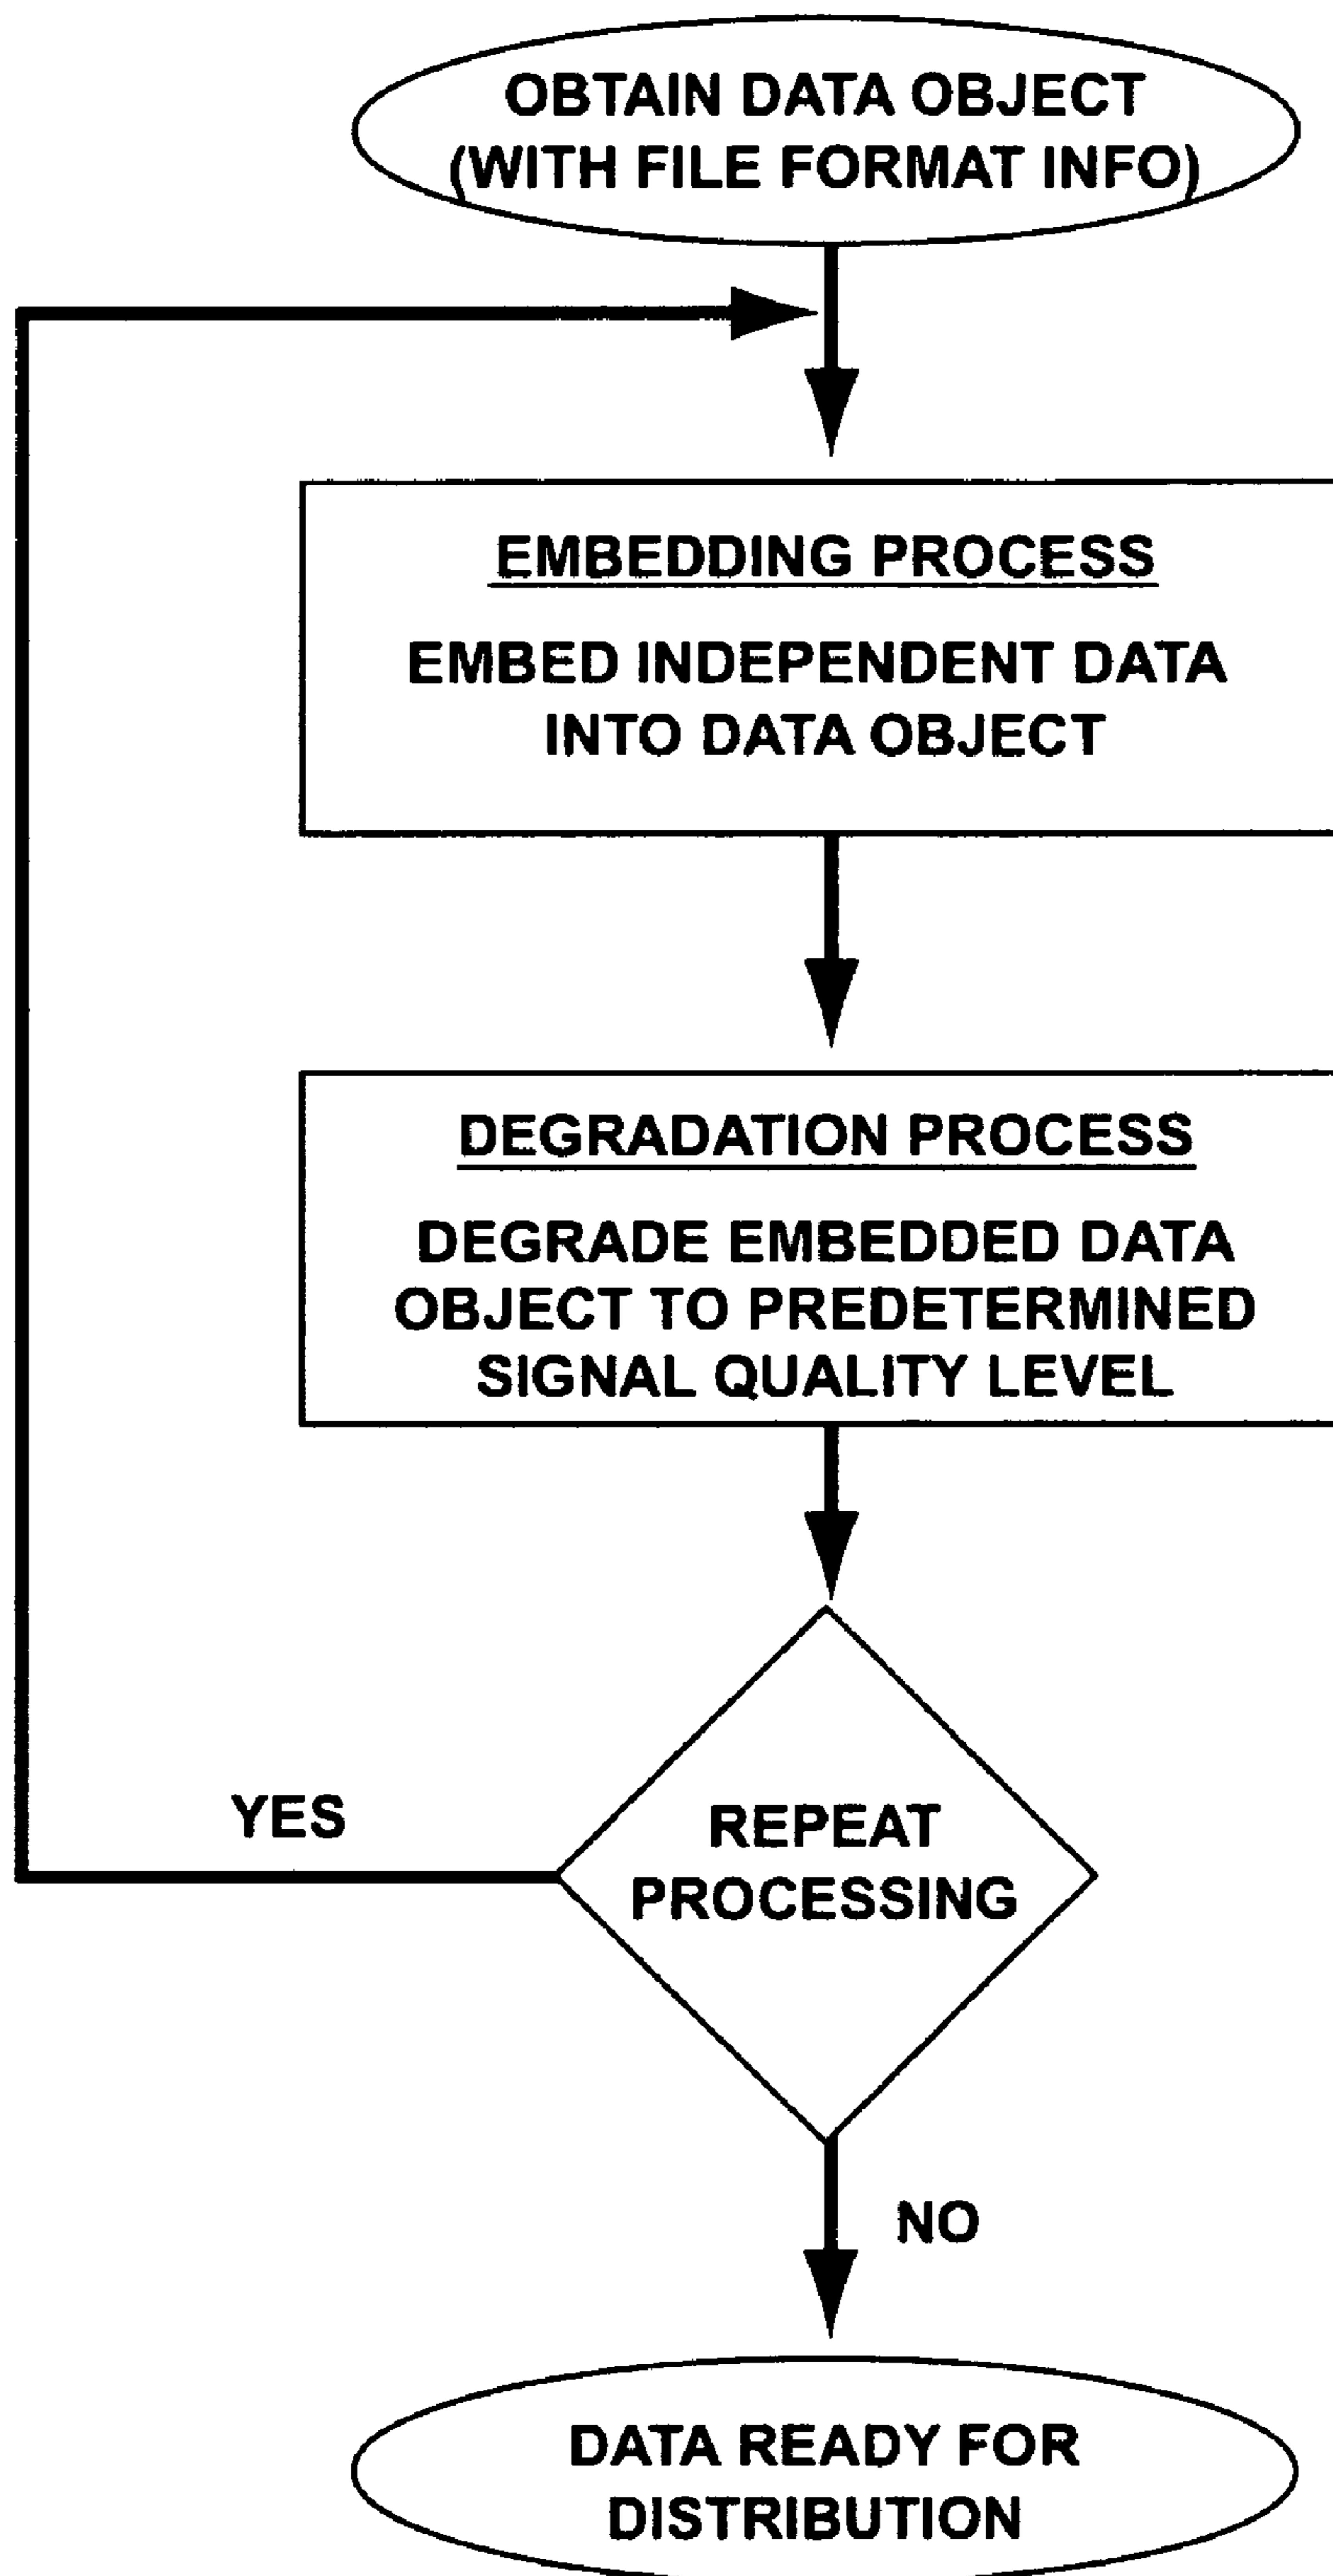 OBTAIN DATA OBJECT
(WITH FILE FORMAT INFO)
EMBEDDING PROCESS
EMBED INDEPENDENT DATA
INTO DATA OBJECT
DEGRADATION PROCESS
DEGRADE EMBEDDED DATA
OBJECT TO PREDETERMINED
SIGNAL QUALITY LEVEL
YES
REPEAT
PROCESSING
NO
DATA READY FOR
DISTRIBUTION